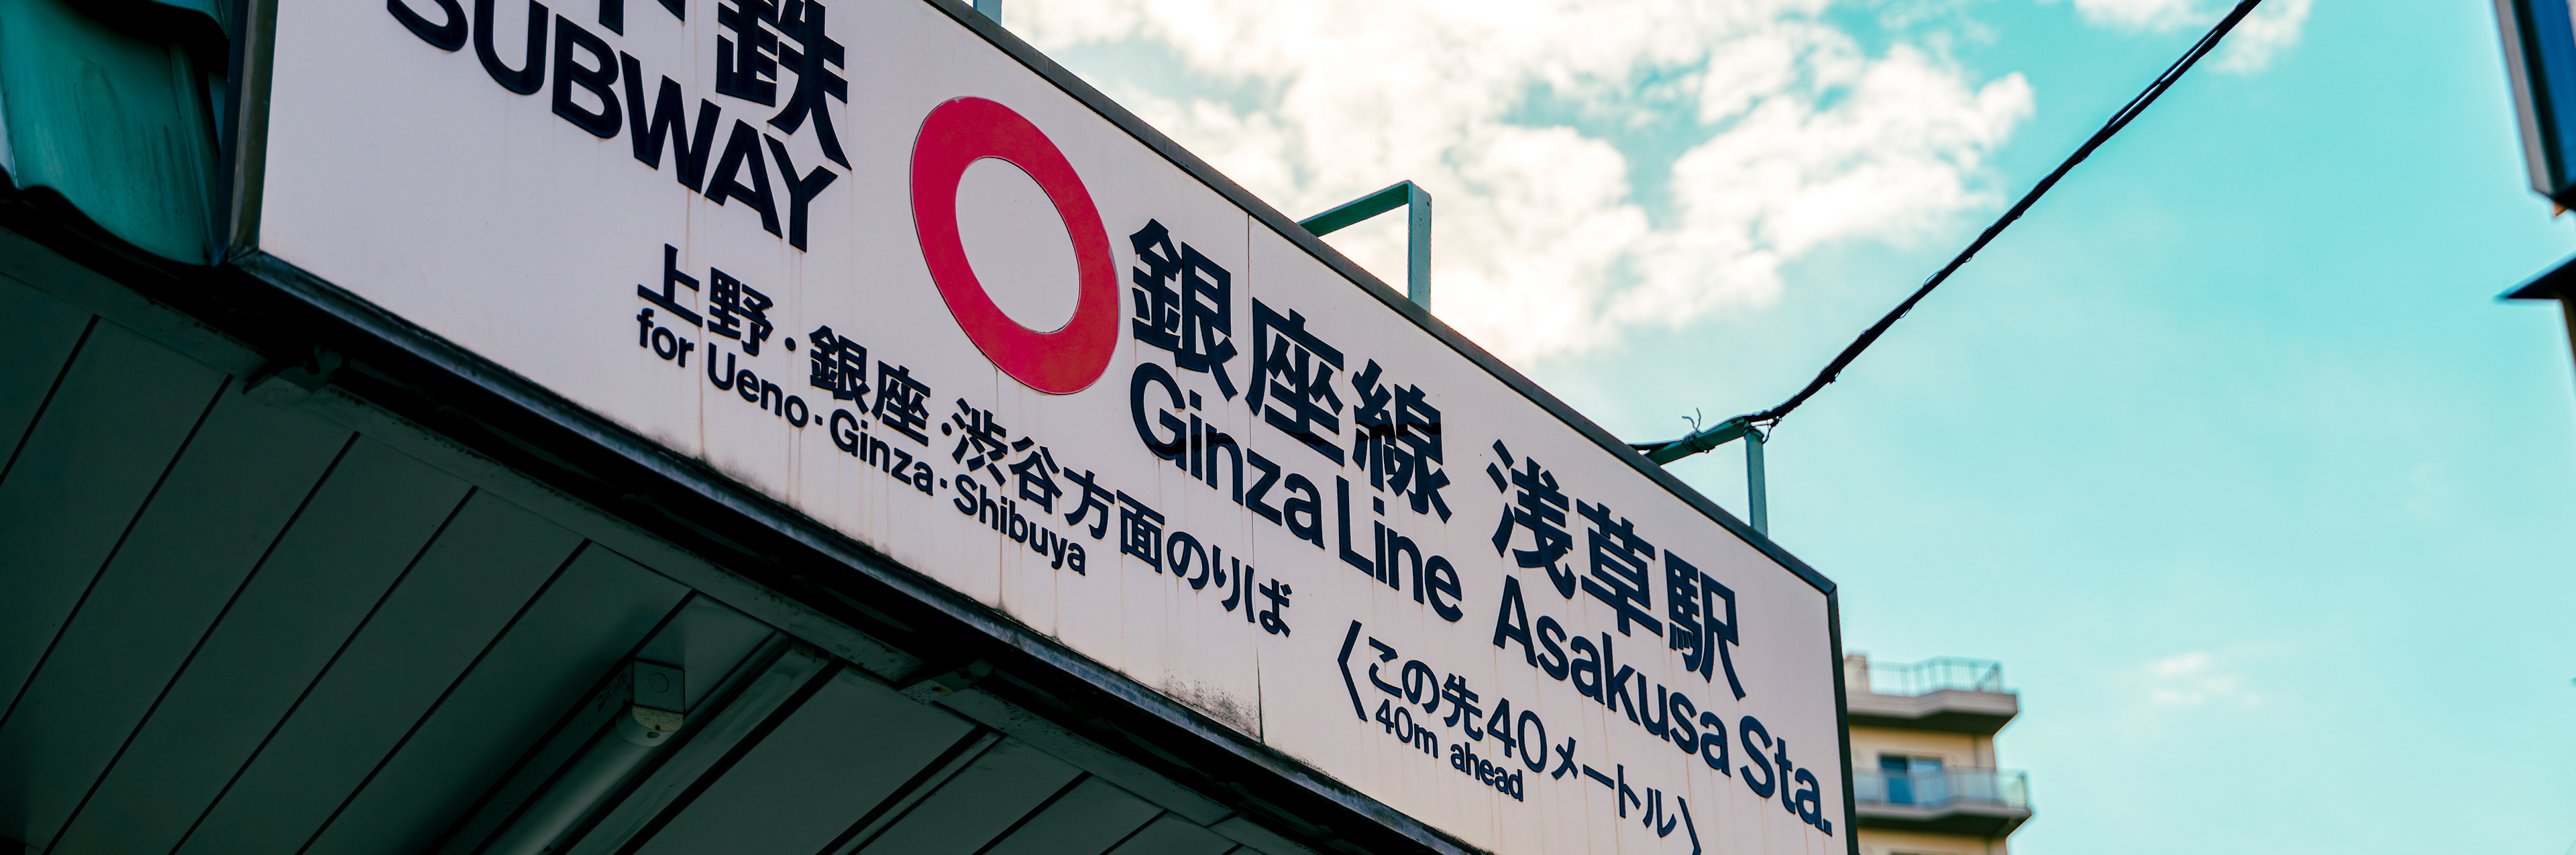 下鉄
SUBWAY
銀座線 浅草駅
Ginza Line Asakusa Sta.
上野・銀座・渋谷方面のりば
for Ueno・Ginza・Shibuya
〈この先40メートル〉
40m ahead